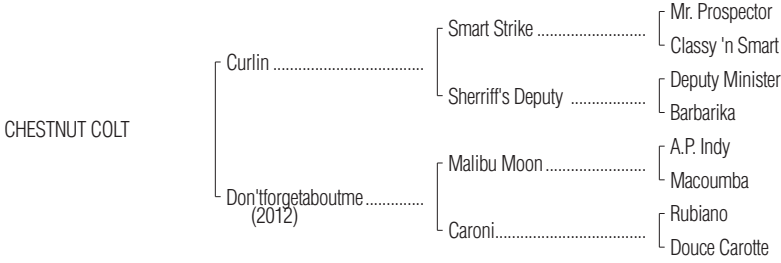 Mr. Prospector
Smart Strike ..........................
Classy 'n Smart
Curlin ....................................
Deputy Minister
Sherriff's Deputy ..................
Barbarika
CHESTNUT COLT
A.P. Indy
Malibu Moon ........................
Macoumba
Don'tforgetaboutme ..............
(2012)
Rubiano
Caroni....................................
Douce Carotte